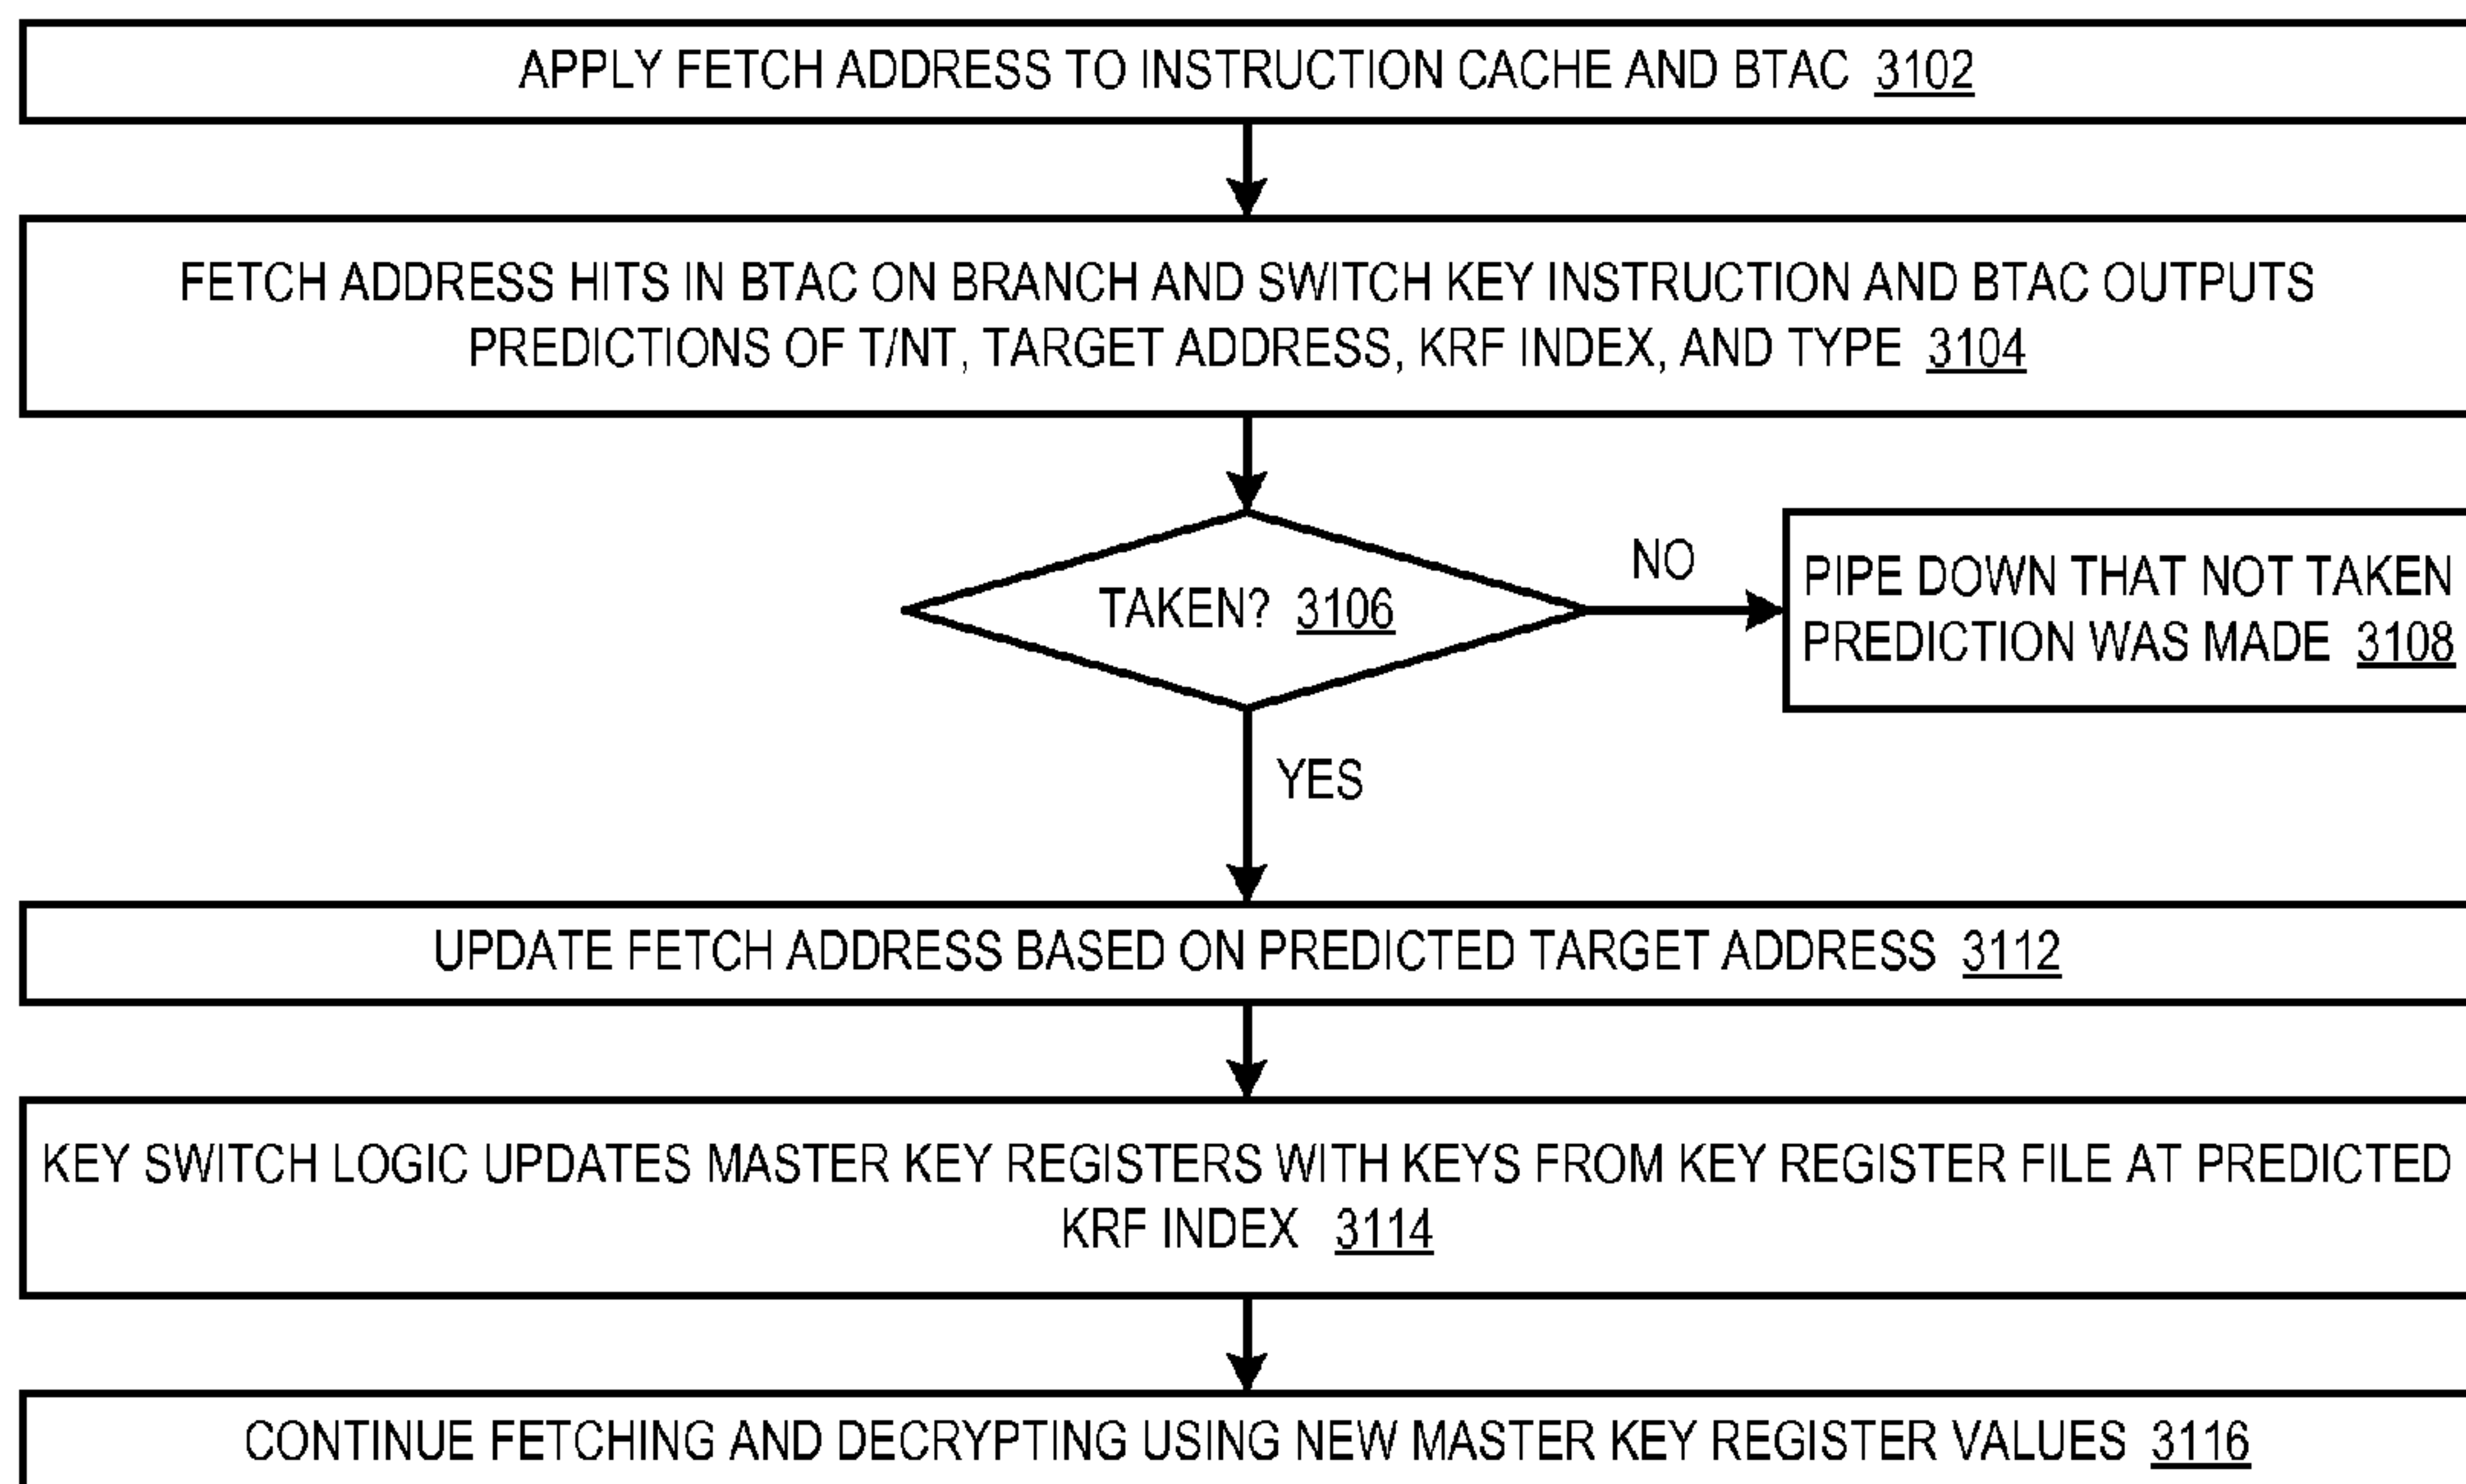 APPLY FETCH ADDRESS TO INSTRUCTION CACHE AND BTAC 3102
FETCH ADDRESS HITS IN BTAC ON BRANCH AND SWITCH KEY INSTRUCTION AND BTAC OUTPUTS
PREDICTIONS OF T/NT, TARGET ADDRESS, KRF INDEX, AND TYPE 3104
TAKEN? 3106
NO
PIPE DOWN THAT NOT TAKEN
PREDICTION WAS MADE 3108
YES
UPDATE FETCH ADDRESS BASED ON PREDICTED TARGET ADDRESS 3112
KEY SWITCH LOGIC UPDATES MASTER KEY REGISTERS WITH KEYS FROM KEY REGISTER FILE AT PREDICTED
KRF INDEX 3114
CONTINUE FETCHING AND DECRYPTING USING NEW MASTER KEY REGISTER VALUES 3116